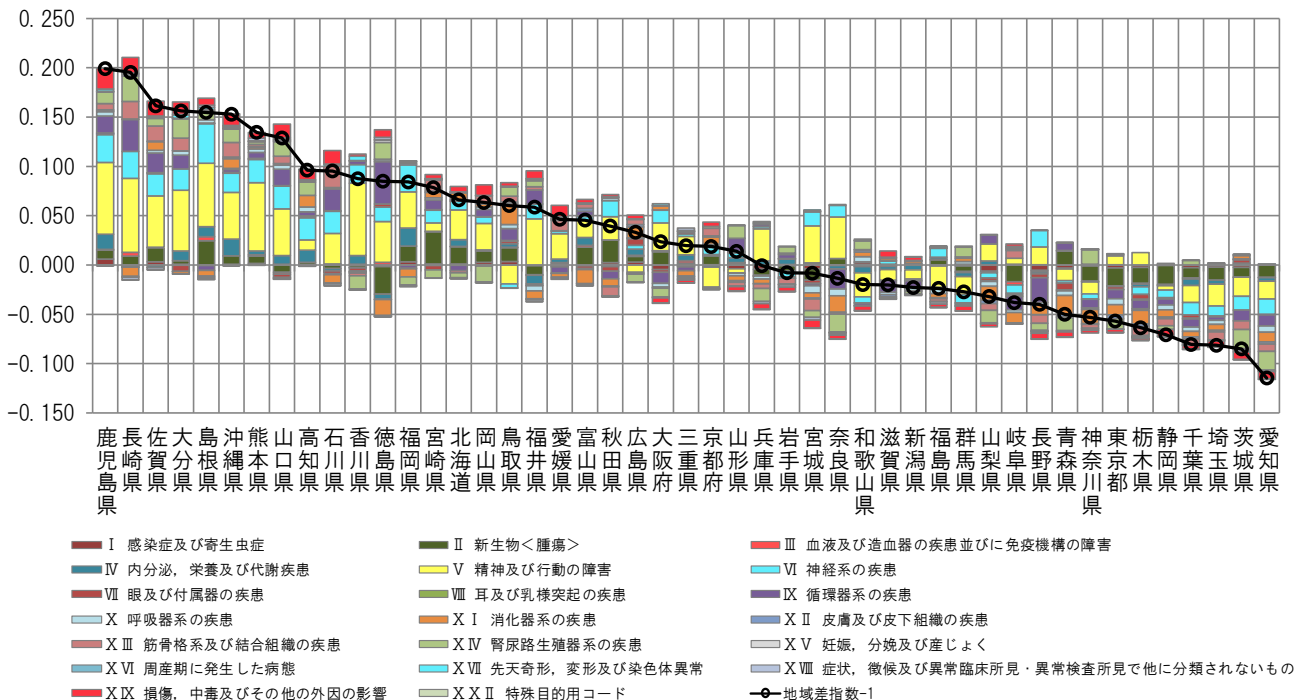 0.250
0.200
0.150
0.100
0.050
0.000
-0.050
-0.100
-0.150
鹿児島県
長崎県
佐賀県
大分県
島根県
沖縄県
熊本県
山口県
高知県
石川県
香川県
徳島県
福岡県
宮崎県
北海道
岡山県
鳥取県
福井県
愛媛県
富山県
秋田県
広島県
大阪府
三重県
京都府
山形県
兵庫県
岩手県
宮城県
奈良県
和歌山県
滋賀県
新潟県
福島県
群馬県
山梨県
岐阜県
長野県
青森県
神奈川県
東京都
栃木県
静岡県
千葉県
埼玉県
茨城県
愛知県
Ⅰ 感染症及び寄生虫症
Ⅱ 新生物<腫瘍>
Ⅲ 血液及び造血器の疾患並びに免疫機構の障害
Ⅳ 内分泌，栄養及び代謝疾患
Ⅴ 精神及び行動の障害
Ⅵ 神経系の疾患
Ⅶ 眼及び付属器の疾患
Ⅷ 耳及び乳様突起の疾患
Ⅸ 循環器系の疾患
Ⅹ 呼吸器系の疾患
ⅩⅠ 消化器系の疾患
ⅩⅡ 皮膚及び皮下組織の疾患
ⅩⅢ 筋骨格系及び結合組織の疾患
ⅩⅣ 腎尿路生殖器系の疾患
ⅩⅤ 妊娠，分娩及び産じょく
ⅩⅥ 周産期に発生した病態
ⅩⅦ 先天奇形，変形及び染色体異常
ⅩⅧ 症状，徴候及び異常臨床所見・異常検査所見で他に分類されないもの
ⅩⅨ 損傷，中毒及びその他の外因の影響
ⅩⅩⅡ 特殊目的用コード
地域差指数-1